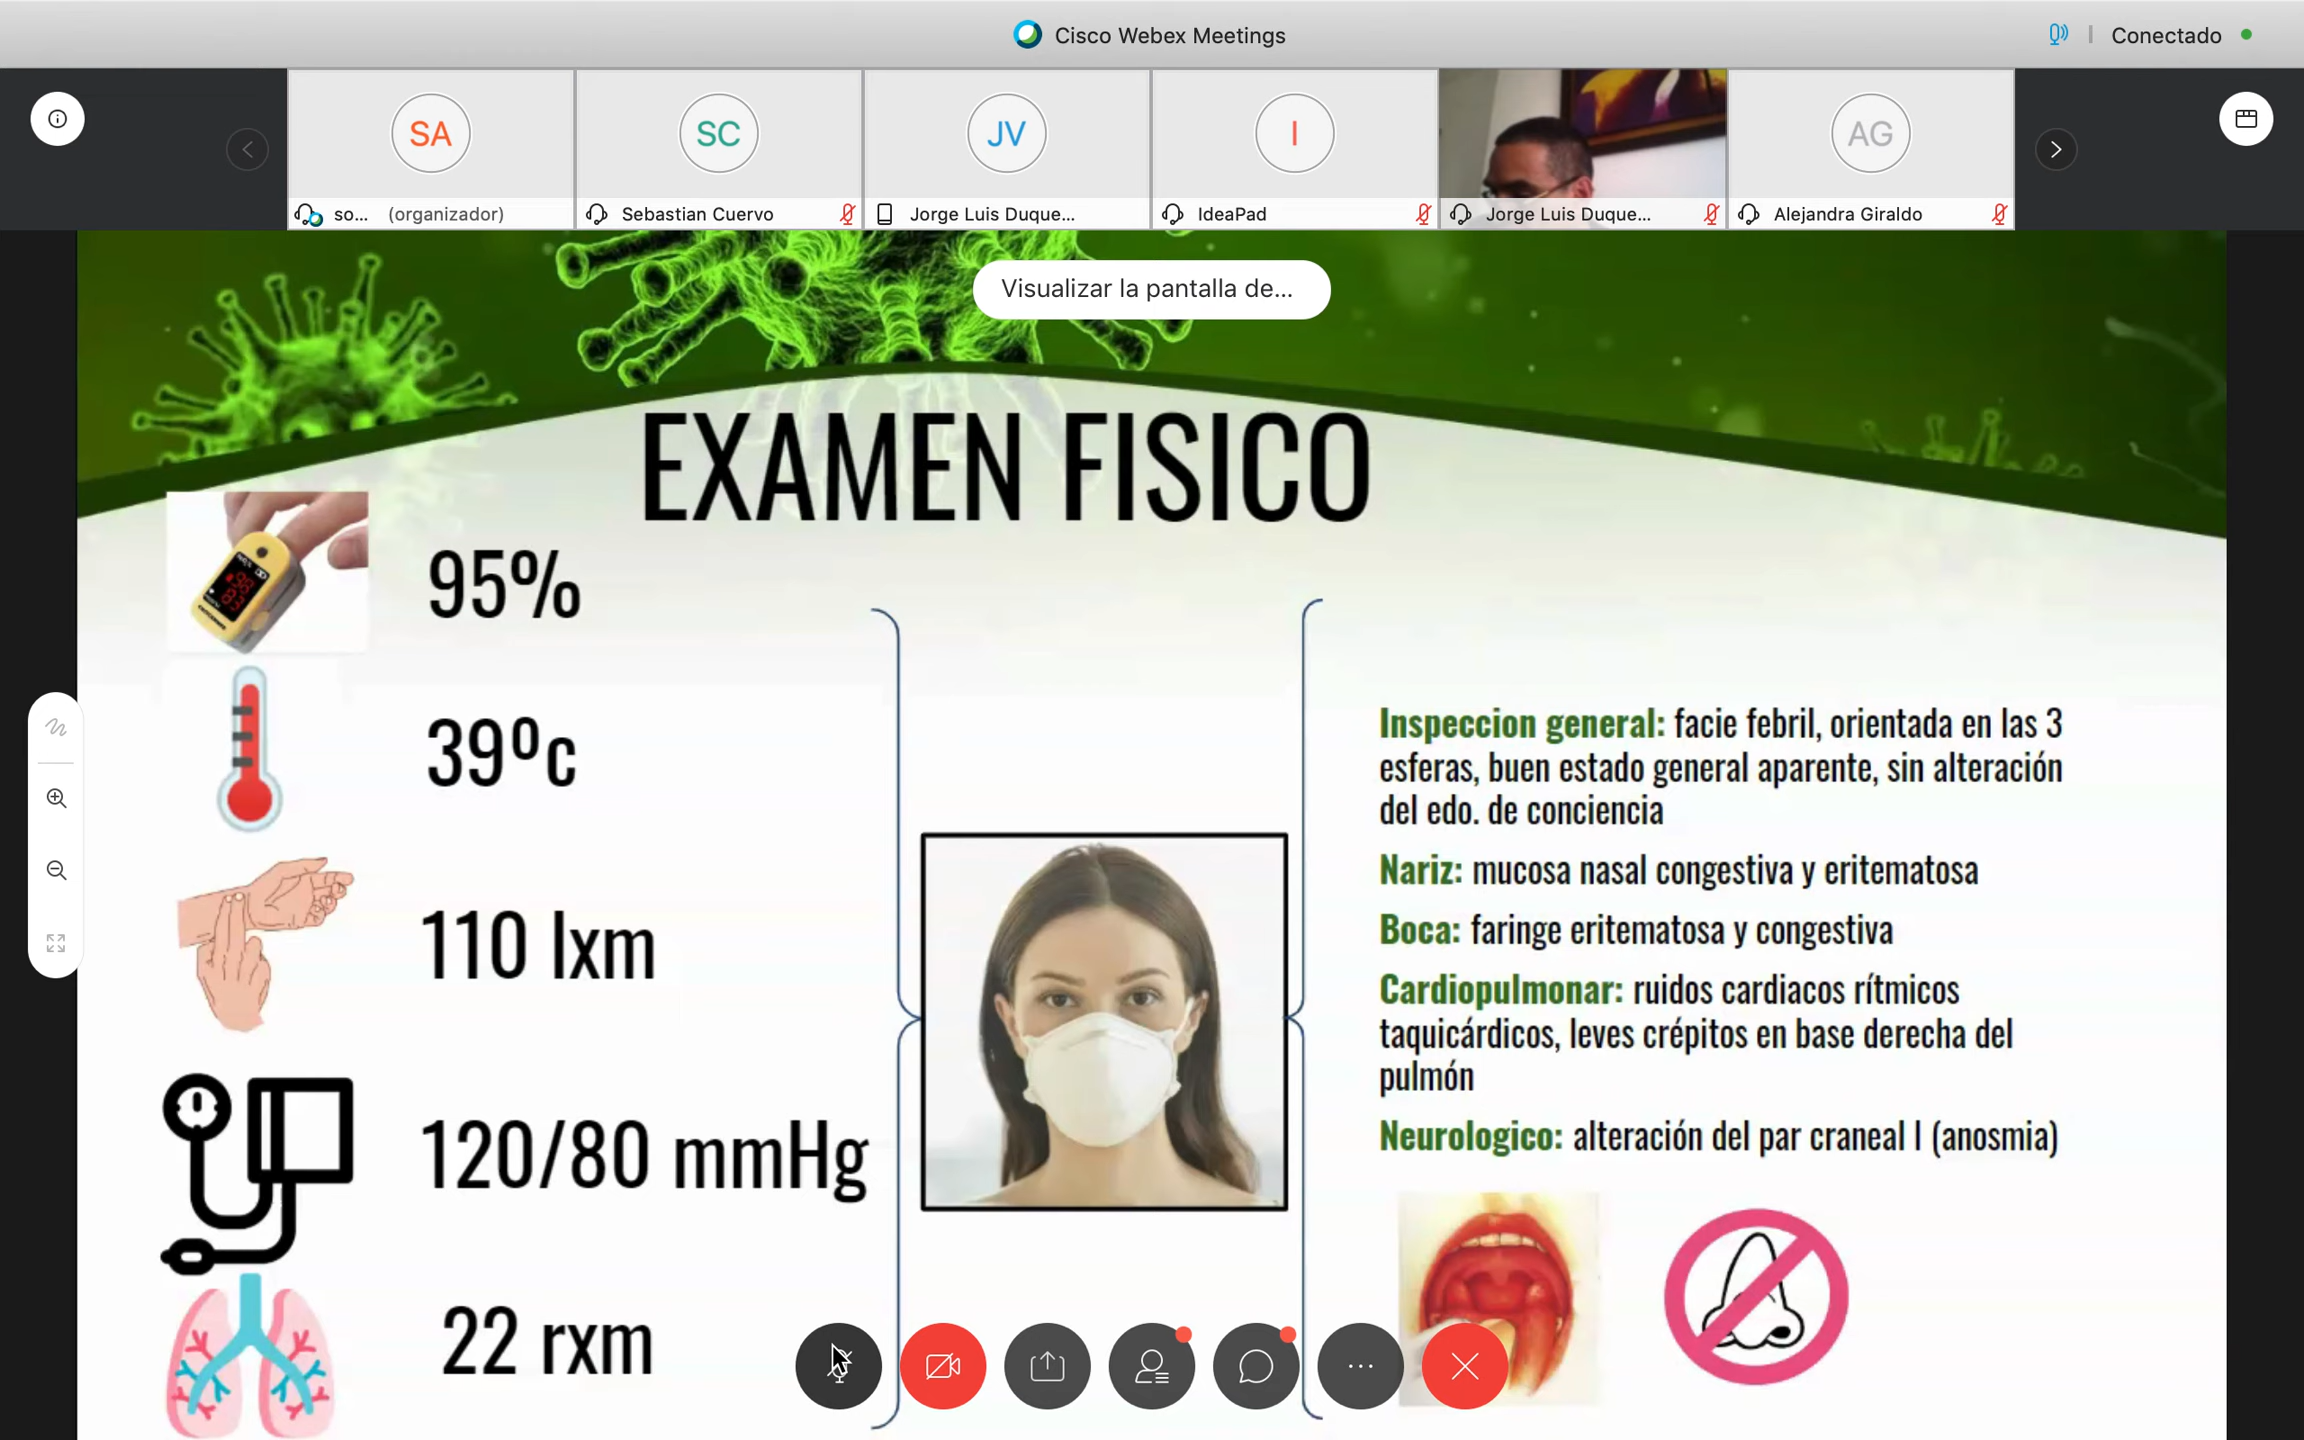 Cisco Webex Meetings
Conectado
SA
SC
JV
I
AG
so... (organizador)
Sebastian Cuervo
Jorge Luis Duque...
IdeaPad
Jorge Luis Duque...
Alejandra Giraldo
Visualizar la pantalla de...
EXAMEN FISICO
95%
39ºc
110 lxm
120/80 mmHg
22 rxm
Inspeccion general: facie febril, orientada en las 3
esferas, buen estado general aparente, sin alteración
del edo. de conciencia
Nariz: mucosa nasal congestiva y eritematosa
Boca: faringe eritematosa y congestiva
Cardiopulmonar: ruidos cardiacos rítmicos
taquicárdicos, leves crépitos en base derecha del
pulmón
Neurologico: alteración del par craneal I (anosmia)